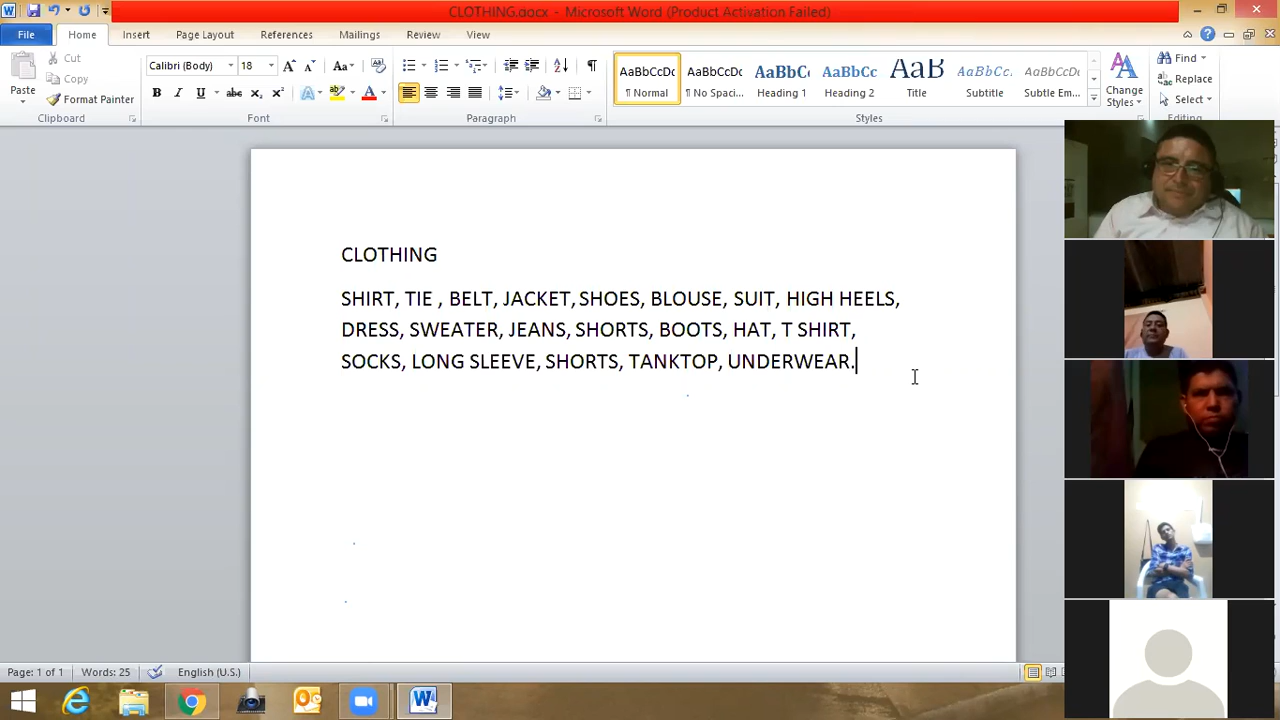 CLOTHING.docx - Microsoft Word (Product Activation Failed)
File Home Insert Page Layout References Mailings Review View
Cut
Copy
Format Painter
Paste
Calibri (Body) 18
Clipboard Font Paragraph Styles Editing
AaBbCcDc AaBbCcDc AaBbC AaBbCc AaB AaBbCc. AaBbCcDc
¶ Normal ¶ No Spaci... Heading 1 Heading 2 Title Subtitle Subtle Em...
Change Styles
Find
Replace
Select
CLOTHING
SHIRT, TIE , BELT, JACKET, SHOES, BLOUSE, SUIT, HIGH HEELS,
DRESS, SWEATER, JEANS, SHORTS, BOOTS, HAT, T SHIRT,
SOCKS, LONG SLEEVE, SHORTS, TANKTOP, UNDERWEAR.
Page: 1 of 1 Words: 25 English (U.S.)